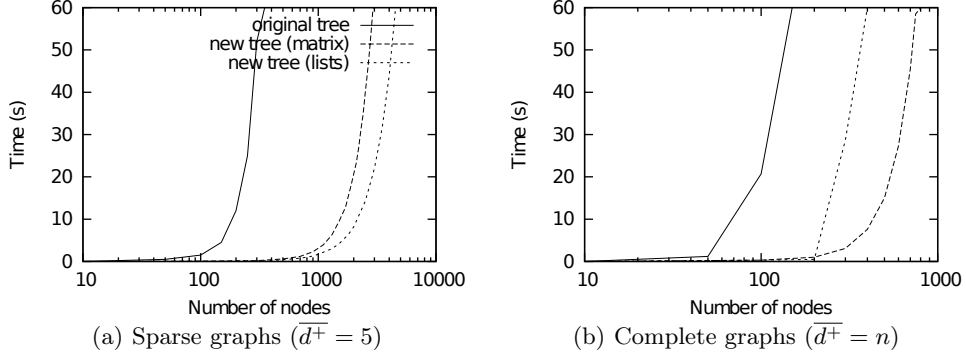 60
50
40
30
20
10
0
Time (s)
original tree
new tree (matrix)
new tree (lists)
10 100 1000 10000
Number of nodes
(a) Sparse graphs ($\overline{d^+} = 5$)
60
50
40
30
20
10
0
Time (s)
10 100 1000
Number of nodes
(b) Complete graphs ($\overline{d^+} = n$)